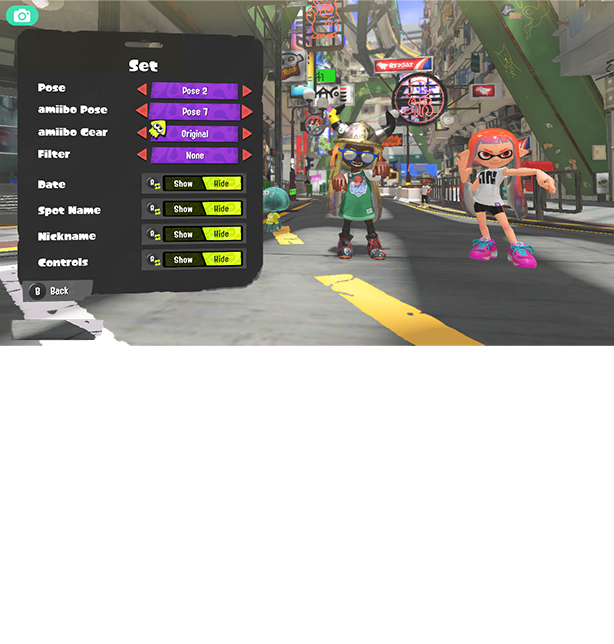 Set
Pose
Pose 2
amiibo Pose
Pose 7
amiibo Gear
Original
Filter
None
Date
Show
Hide
Spot Name
Show
Hide
Nickname
Show
Hide
Controls
Show
Hide
B Back